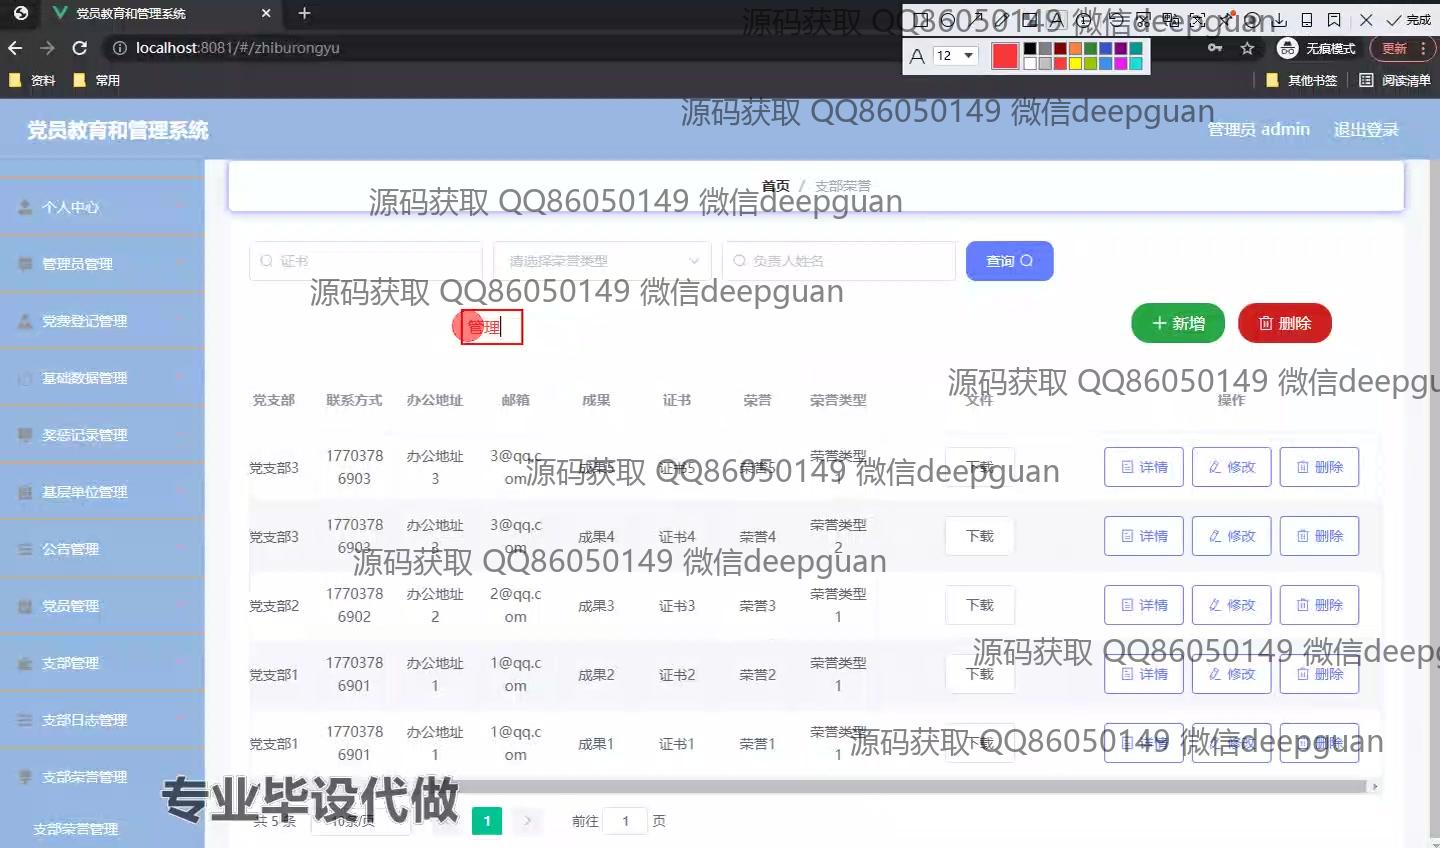 党员教育和管理系统
完成
localhost:8081/#/zhiburongyu
12
无痕模式
更新
资料
常用
其他书签
阅读清单
源码获取 QQ86050149 微信deepguan
源码获取 QQ86050149 微信deepguan
党员教育和管理系统
管理员 admin
退出登录
首页 / 支部荣誉
源码获取 QQ86050149 微信deepguan
个人中心
管理员管理
党费登记管理
基础数据管理
奖惩记录管理
基层单位管理
公告管理
党员管理
支部管理
支部日志管理
支部荣誉管理
支部荣誉管理
证书
请选择荣誉类型
负责人姓名
查询
源码获取 QQ86050149 微信deepguan
管理
新增
删除
源码获取 QQ86050149 微信deepgu
党支部 联系方式 办公地址 邮箱 成果 证书 荣誉 荣誉类型 文件 操作
党支部3 17703786903 办公地址3 3@qq.com 成果5 证书5 荣誉5 荣誉类型1 下载 详情 修改 删除
源码获取 QQ86050149 微信deepguan
党支部3 17703786903 办公地址3 3@qq.com 成果4 证书4 荣誉4 荣誉类型2 下载 详情 修改 删除
源码获取 QQ86050149 微信deepguan
党支部2 17703786902 办公地址2 2@qq.com 成果3 证书3 荣誉3 荣誉类型1 下载 详情 修改 删除
源码获取 QQ86050149 微信deepg
党支部1 17703786901 办公地址1 1@qq.com 成果2 证书2 荣誉2 荣誉类型1 下载 详情 修改 删除
党支部1 17703786901 办公地址1 1@qq.com 成果1 证书1 荣誉1 荣誉类型1 下载 详情 修改 删除
源码获取 QQ86050149 微信deepguan
专业毕设代做
共 5 条
10条/页
1
前往 1 页